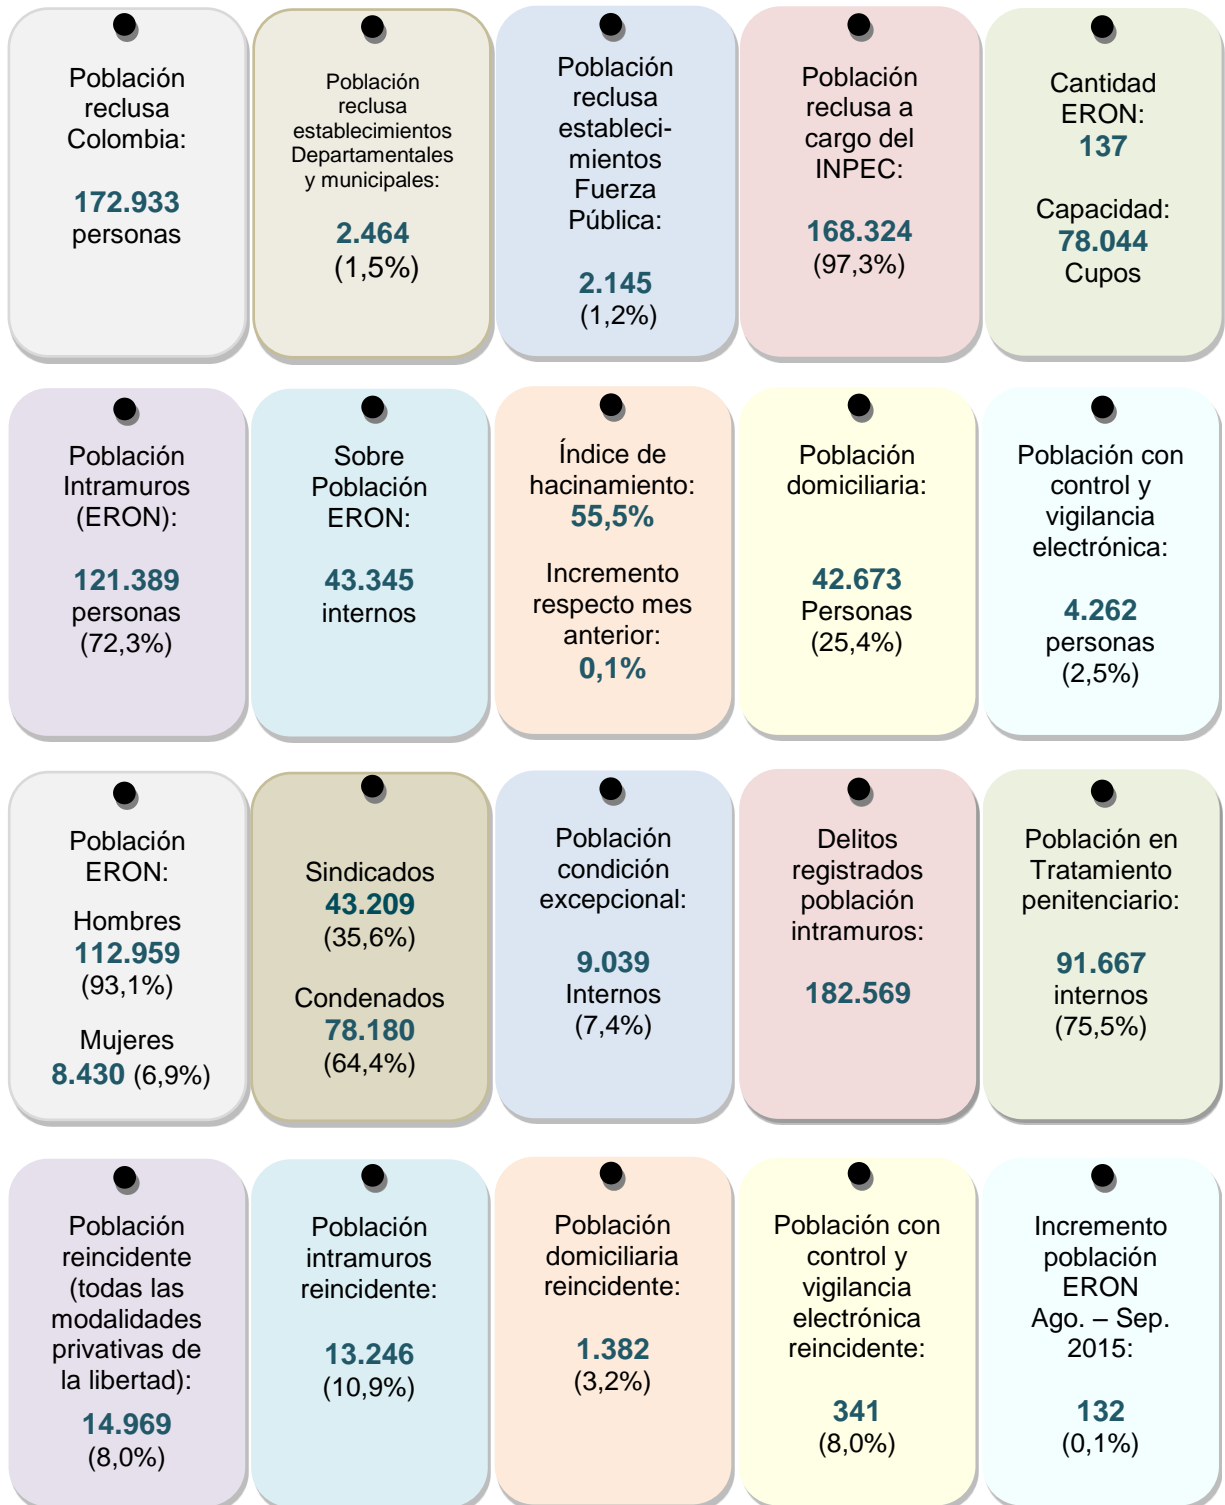 Población
reclusa
Colombia:
172.933
personas
Población
reclusa
establecimientos
Departamentales
y municipales:
2.464
(1,5%)
Población
reclusa
estableci-
mientos
Fuerza
Pública:
2.145
(1,2%)
Población
reclusa a
cargo del
INPEC:
168.324
(97,3%)
Cantidad
ERON:
137
Capacidad:
78.044
Cupos
Población
Intramuros
(ERON):
121.389
personas
(72,3%)
Sobre
Población
ERON:
43.345
internos
Índice de
hacinamiento:
55,5%
Incremento
respecto mes
anterior:
0,1%
Población
domiciliaria:
42.673
Personas
(25,4%)
Población con
control y
vigilancia
electrónica:
4.262
personas
(2,5%)
Población
ERON:
Hombres
112.959
(93,1%)
Mujeres
8.430 (6,9%)
Sindicados
43.209
(35,6%)
Condenados
78.180
(64,4%)
Población
condición
excepcional:
9.039
Internos
(7,4%)
Delitos
registrados
población
intramuros:
182.569
Población en
Tratamiento
penitenciario:
91.667
internos
(75,5%)
Población
reincidente
(todas las
modalidades
privativas de
la libertad):
14.969
(8,0%)
Población
intramuros
reincidente:
13.246
(10,9%)
Población
domiciliaria
reincidente:
1.382
(3,2%)
Población con
control y
vigilancia
electrónica
reincidente:
341
(8,0%)
Incremento
población
ERON
Ago. – Sep.
2015:
132
(0,1%)